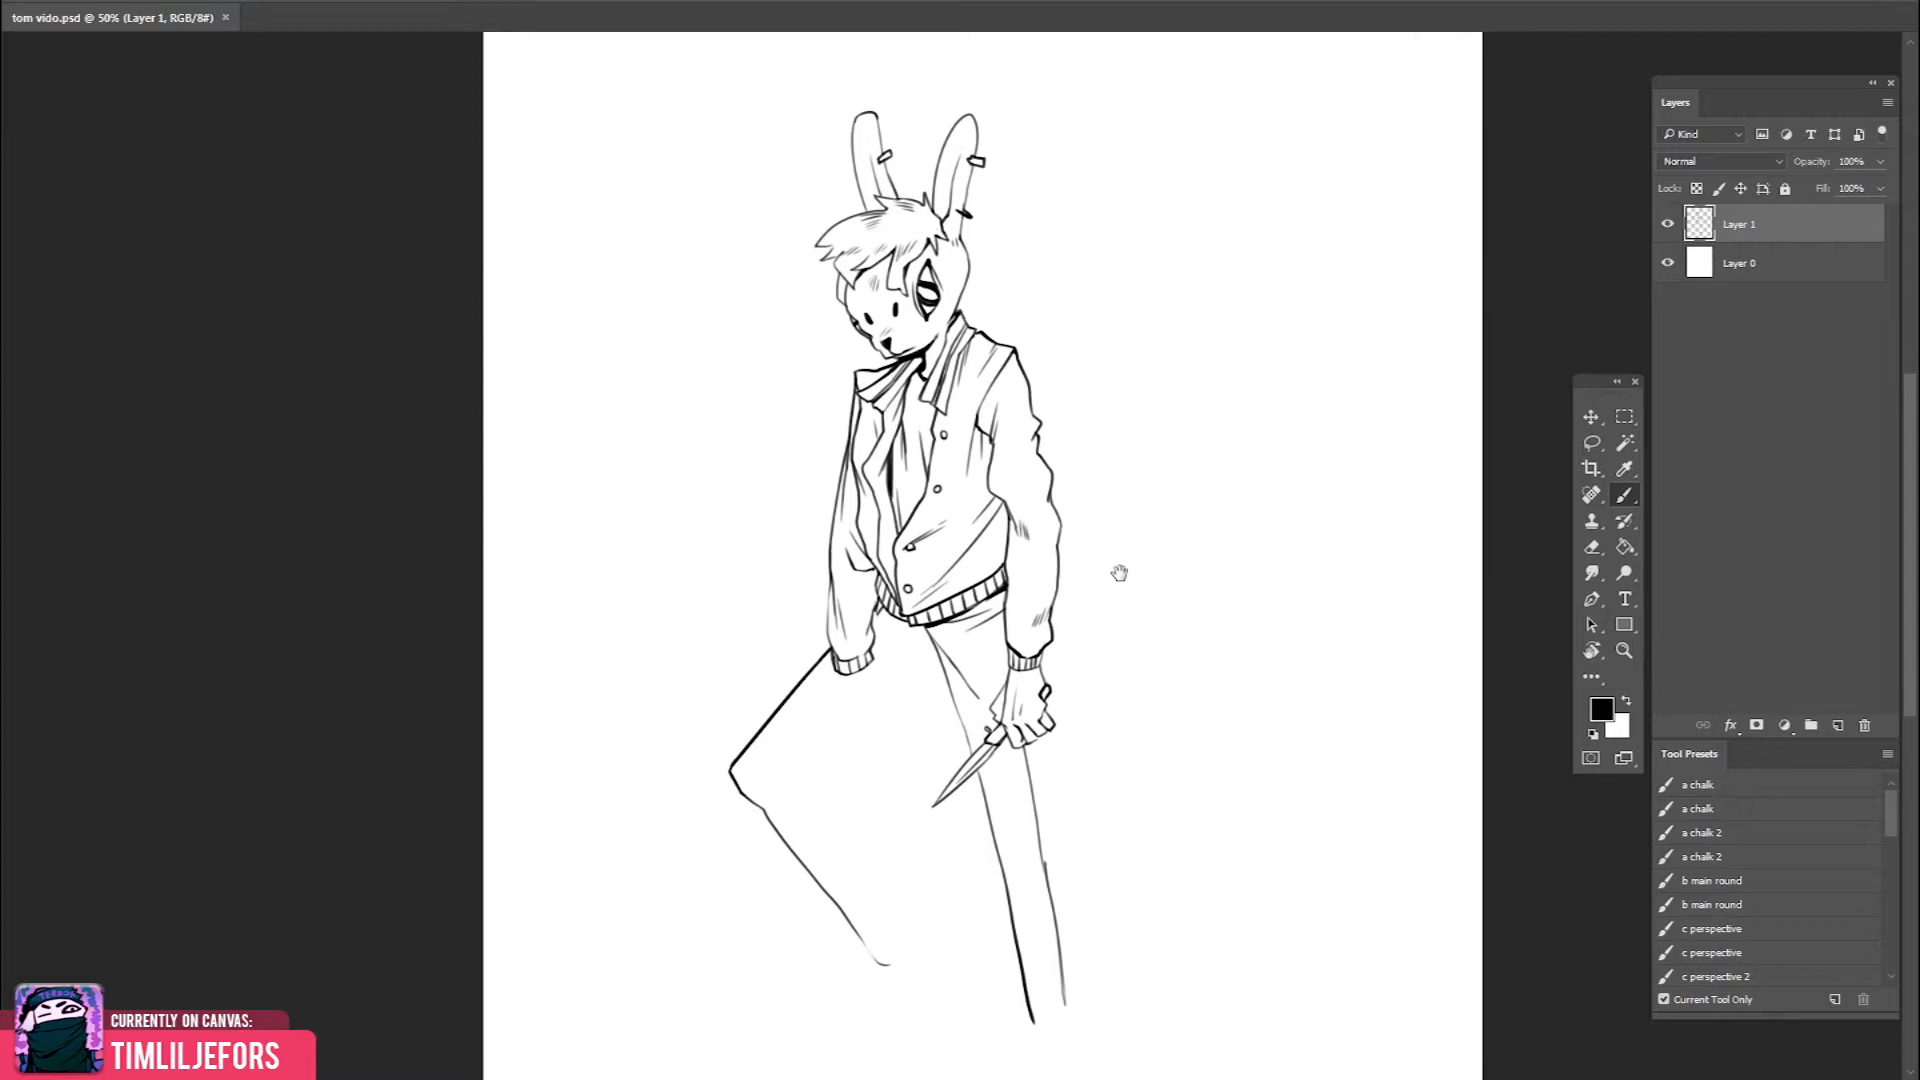 tom vido.psd @ 50% (Layer 1, RGB/8#)
Layers
Kind
Normal Opacity: 100%
Lock: Fill: 100%
Layer 1
Layer 0
fx
Tool Presets
a chalk
a chalk
a chalk 2
a chalk 2
b main round
b main round
c perspective
c perspective
c perspective 2
Current Tool Only
CURRENTLY ON CANVAS:
TIMLILJEFORS